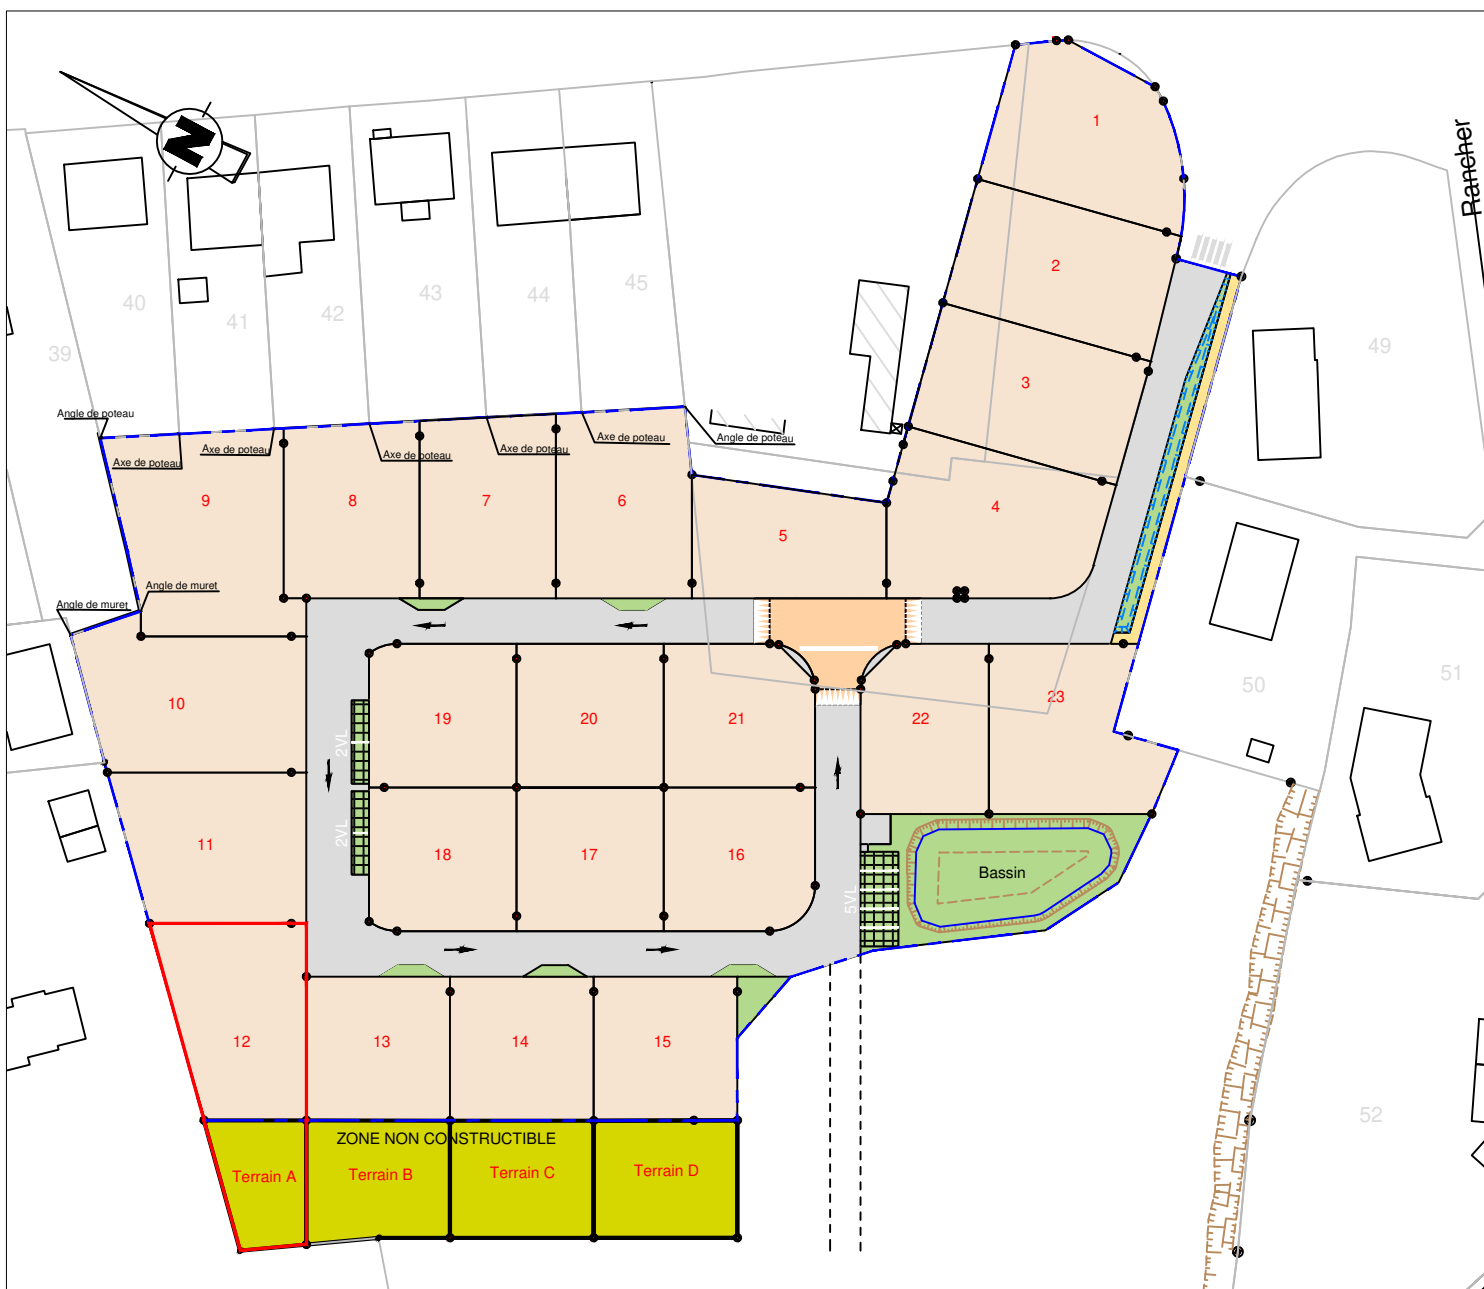 1
Rancher
N
2
40
41
42
43
44
45
39
49
3
Angle de poteau
Axe de poteau
Axe de poteau
Axe de poteau
Axe de poteau
Axe de poteau
Angle de poteau
9
8
7
6
5
4
Angle de muret
Angle de muret
10
19
20
21
22
23
50
51
2VL
2VL
11
18
17
16
5VL
Bassin
12
13
14
15
52
ZONE NON CONSTRUCTIBLE
Terrain A
Terrain B
Terrain C
Terrain D